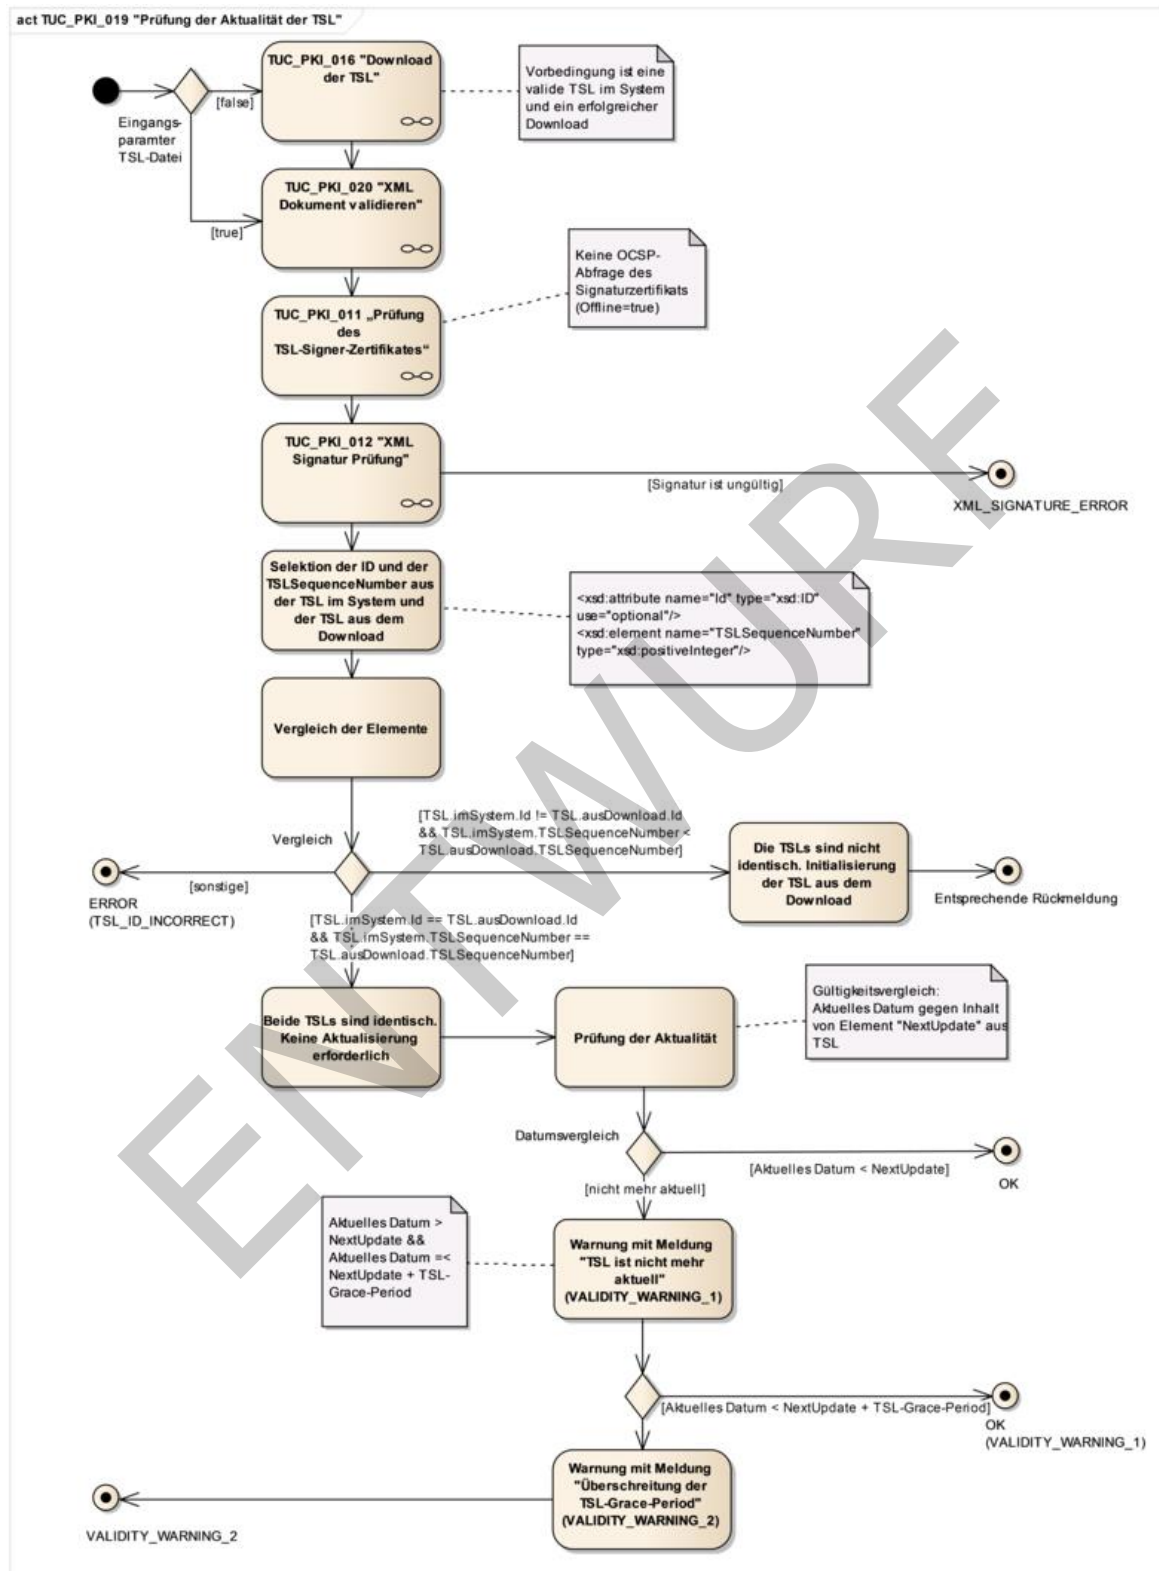 act TUC_PKI_019 "Prüfung der Aktualität der TSL"
TUC_PKI_016 "Download
der TSL"
Vorbedingung ist eine
valide TSL im System
und ein erfolgreicher
Download
[false]
Eingangs-
paramter
TSL-Datei
TUC_PKI_020 "XML
Dokument validieren"
[true]
Keine OCSP-
Abfrage des
Signaturzertifikats
(Offline=true)
TUC_PKI_011 „Prüfung
des
TSL-Signer-Zertifikates“
TUC_PKI_012 "XML
Signatur Prüfung"
[Signatur ist ungültig]
XML_SIGNATURE_ERROR
Selektion der ID und der
TSLSequenceNumber aus
der TSL im System und
der TSL aus dem
Download
<xsd:attribute name="Id" type="xsd:ID"
use="optional"/>
<xsd:element name="TSLSequenceNumber"
type="xsd:positiveInteger"/>
Vergleich der Elemente
Vergleich
[TSL.imSystem.Id != TSL.ausDownload.Id
&& TSL.imSystem.TSLSequenceNumber <
TSL.ausDownload.TSLSequenceNumber]
Die TSLs sind nicht
identisch. Initialisierung
der TSL aus dem
Download
Entsprechende Rückmeldung
[sonstige]
ERROR
(TSL_ID_INCORRECT)
[TSL.imSystem.Id == TSL.ausDownload.Id
&& TSL.imSystem.TSLSequenceNumber ==
TSL.ausDownload.TSLSequenceNumber]
Beide TSLs sind identisch.
Keine Aktualisierung
erforderlich
Prüfung der Aktualität
Gültigkeitsvergleich:
Aktuelles Datum gegen Inhalt
von Element "NextUpdate" aus
TSL
Datumsvergleich
[Aktuelles Datum < NextUpdate]
OK
[nicht mehr aktuell]
Aktuelles Datum >
NextUpdate &&
Aktuelles Datum =<
NextUpdate + TSL-
Grace-Period
Warnung mit Meldung
"TSL ist nicht mehr
aktuell"
(VALIDITY_WARNING_1)
[Aktuelles Datum < NextUpdate + TSL-Grace-Period]
OK
(VALIDITY_WARNING_1)
Warnung mit Meldung
"Überschreitung der
TSL-Grace-Period"
(VALIDITY_WARNING_2)
VALIDITY_WARNING_2
ENTWURF